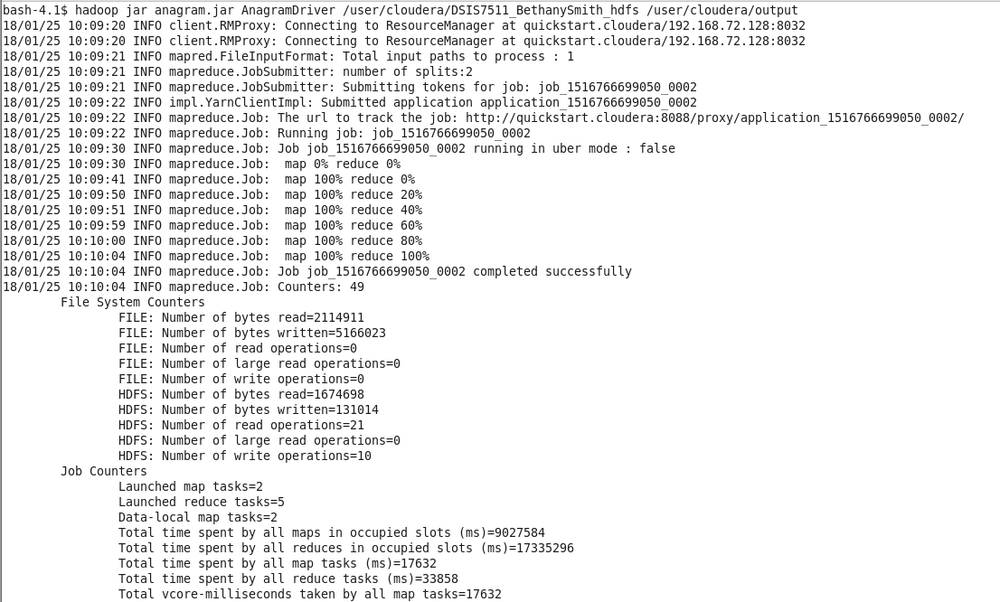 bash-4.1$ hadoop jar anagram.jar AnagramDriver /user/cloudera/DSIS7511_BethanySmith_hdfs /user/cloudera/output
18/01/25 10:09:20 INFO client.RMProxy: Connecting to ResourceManager at quickstart.cloudera/192.168.72.128:8032
18/01/25 10:09:20 INFO client.RMProxy: Connecting to ResourceManager at quickstart.cloudera/192.168.72.128:8032
18/01/25 10:09:21 INFO mapred.FileInputFormat: Total input paths to process : 1
18/01/25 10:09:21 INFO mapreduce.JobSubmitter: number of splits:2
18/01/25 10:09:21 INFO mapreduce.JobSubmitter: Submitting tokens for job: job_1516766699050_0002
18/01/25 10:09:22 INFO impl.YarnClientImpl: Submitted application application_1516766699050_0002
18/01/25 10:09:22 INFO mapreduce.Job: The url to track the job: http://quickstart.cloudera:8088/proxy/application_1516766699050_0002/
18/01/25 10:09:22 INFO mapreduce.Job: Running job: job_1516766699050_0002
18/01/25 10:09:30 INFO mapreduce.Job: Job job_1516766699050_0002 running in uber mode : false
18/01/25 10:09:30 INFO mapreduce.Job:  map 0% reduce 0%
18/01/25 10:09:41 INFO mapreduce.Job:  map 100% reduce 0%
18/01/25 10:09:50 INFO mapreduce.Job:  map 100% reduce 20%
18/01/25 10:09:51 INFO mapreduce.Job:  map 100% reduce 40%
18/01/25 10:09:59 INFO mapreduce.Job:  map 100% reduce 60%
18/01/25 10:10:00 INFO mapreduce.Job:  map 100% reduce 80%
18/01/25 10:10:04 INFO mapreduce.Job:  map 100% reduce 100%
18/01/25 10:10:04 INFO mapreduce.Job: Job job_1516766699050_0002 completed successfully
18/01/25 10:10:04 INFO mapreduce.Job: Counters: 49
File System Counters
FILE: Number of bytes read=2114911
FILE: Number of bytes written=5166023
FILE: Number of read operations=0
FILE: Number of large read operations=0
FILE: Number of write operations=0
HDFS: Number of bytes read=1674698
HDFS: Number of bytes written=131014
HDFS: Number of read operations=21
HDFS: Number of large read operations=0
HDFS: Number of write operations=10
Job Counters
Launched map tasks=2
Launched reduce tasks=5
Data-local map tasks=2
Total time spent by all maps in occupied slots (ms)=9027584
Total time spent by all reduces in occupied slots (ms)=17335296
Total time spent by all map tasks (ms)=17632
Total time spent by all reduce tasks (ms)=33858
Total vcore-milliseconds taken by all map tasks=17632